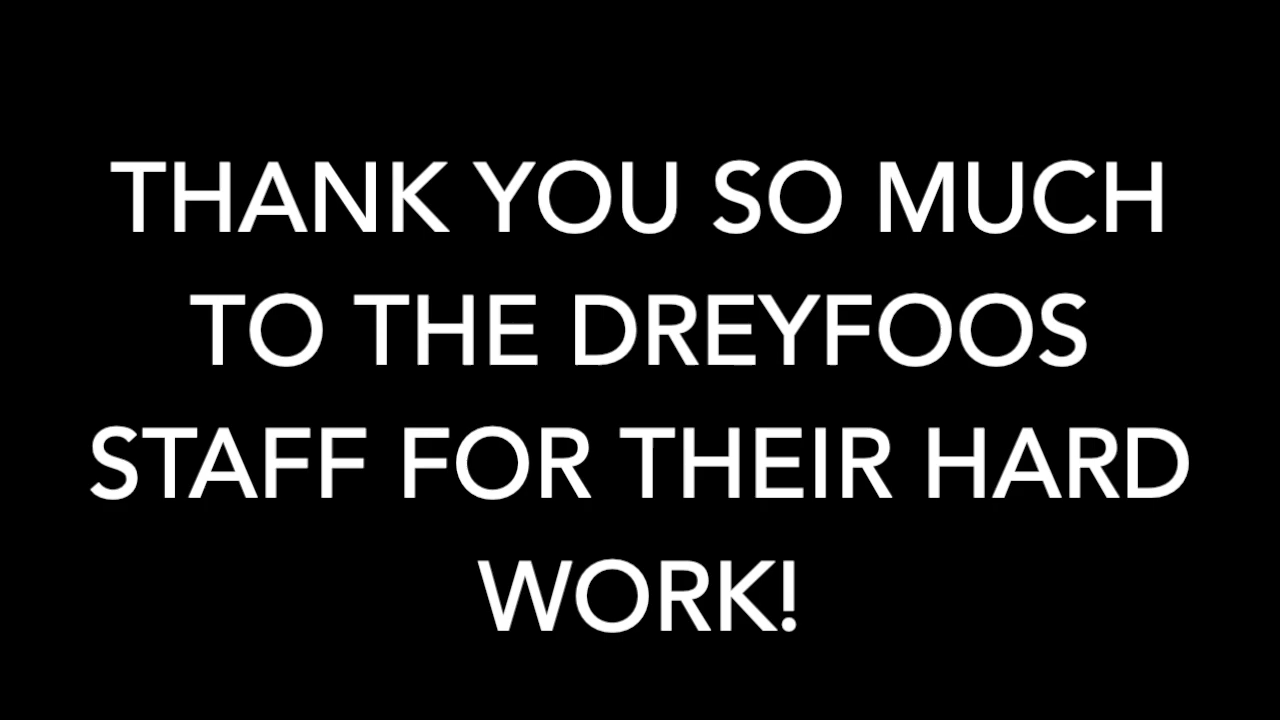 THANK YOU SO MUCH
TO THE DREYFOOS
STAFF FOR THEIR HARD
WORK!